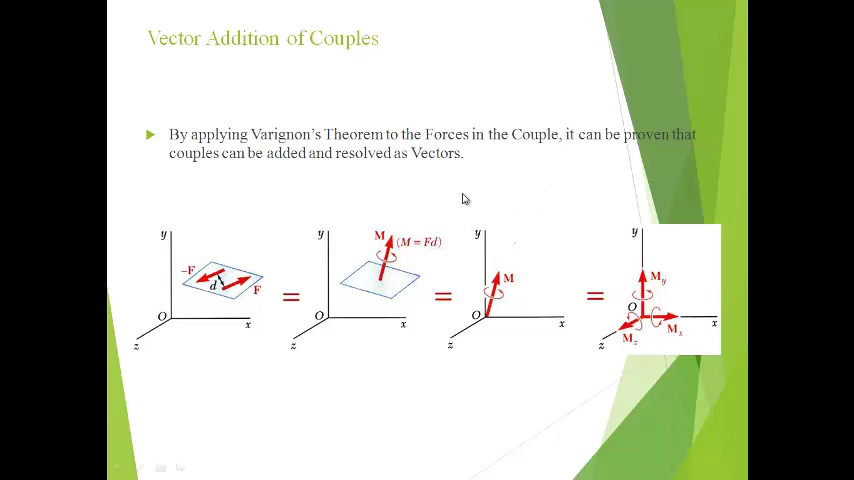 Vector Addition of Couples
By applying Varignon's Theorem to the Forces in the Couple, it can be proven that
couples can be added and resolved as Vectors.
y
–F
d
F
O
x
z
=
y
M
(M = Fd)
O
x
z
=
y
M
O
x
z
=
y
My
O
x
Mx
Mz
z